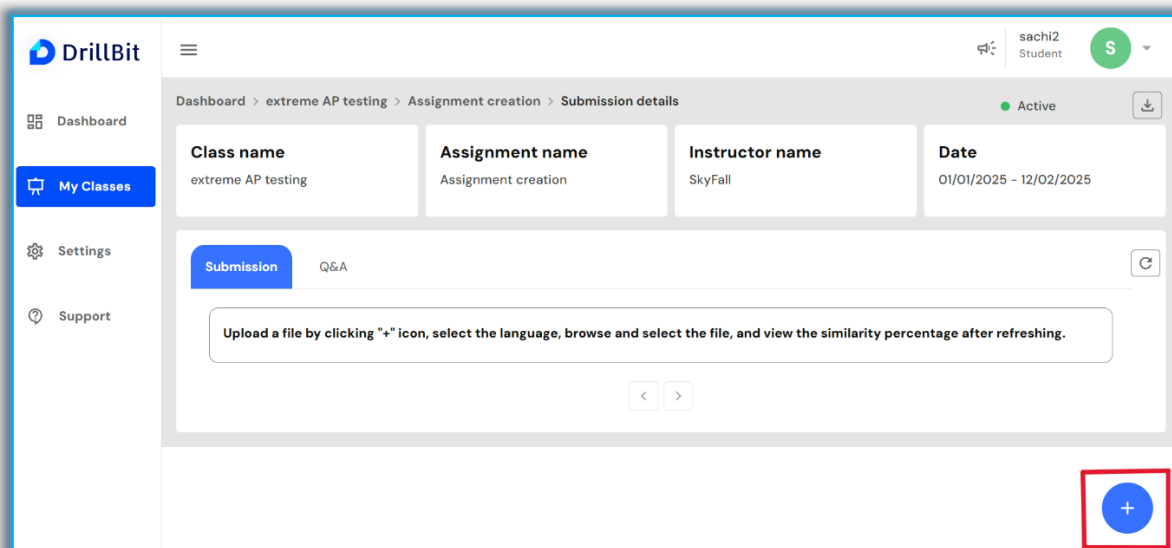 DrillBit
sachi2
Student
S
Dashboard > extreme AP testing > Assignment creation > Submission details
Active
Dashboard
My Classes
Settings
Support
Class name
extreme AP testing
Assignment name
Assignment creation
Instructor name
SkyFall
Date
01/01/2025 - 12/02/2025
Submission
Q&A
Upload a file by clicking "+" icon, select the language, browse and select the file, and view the similarity percentage after refreshing.
< >
+